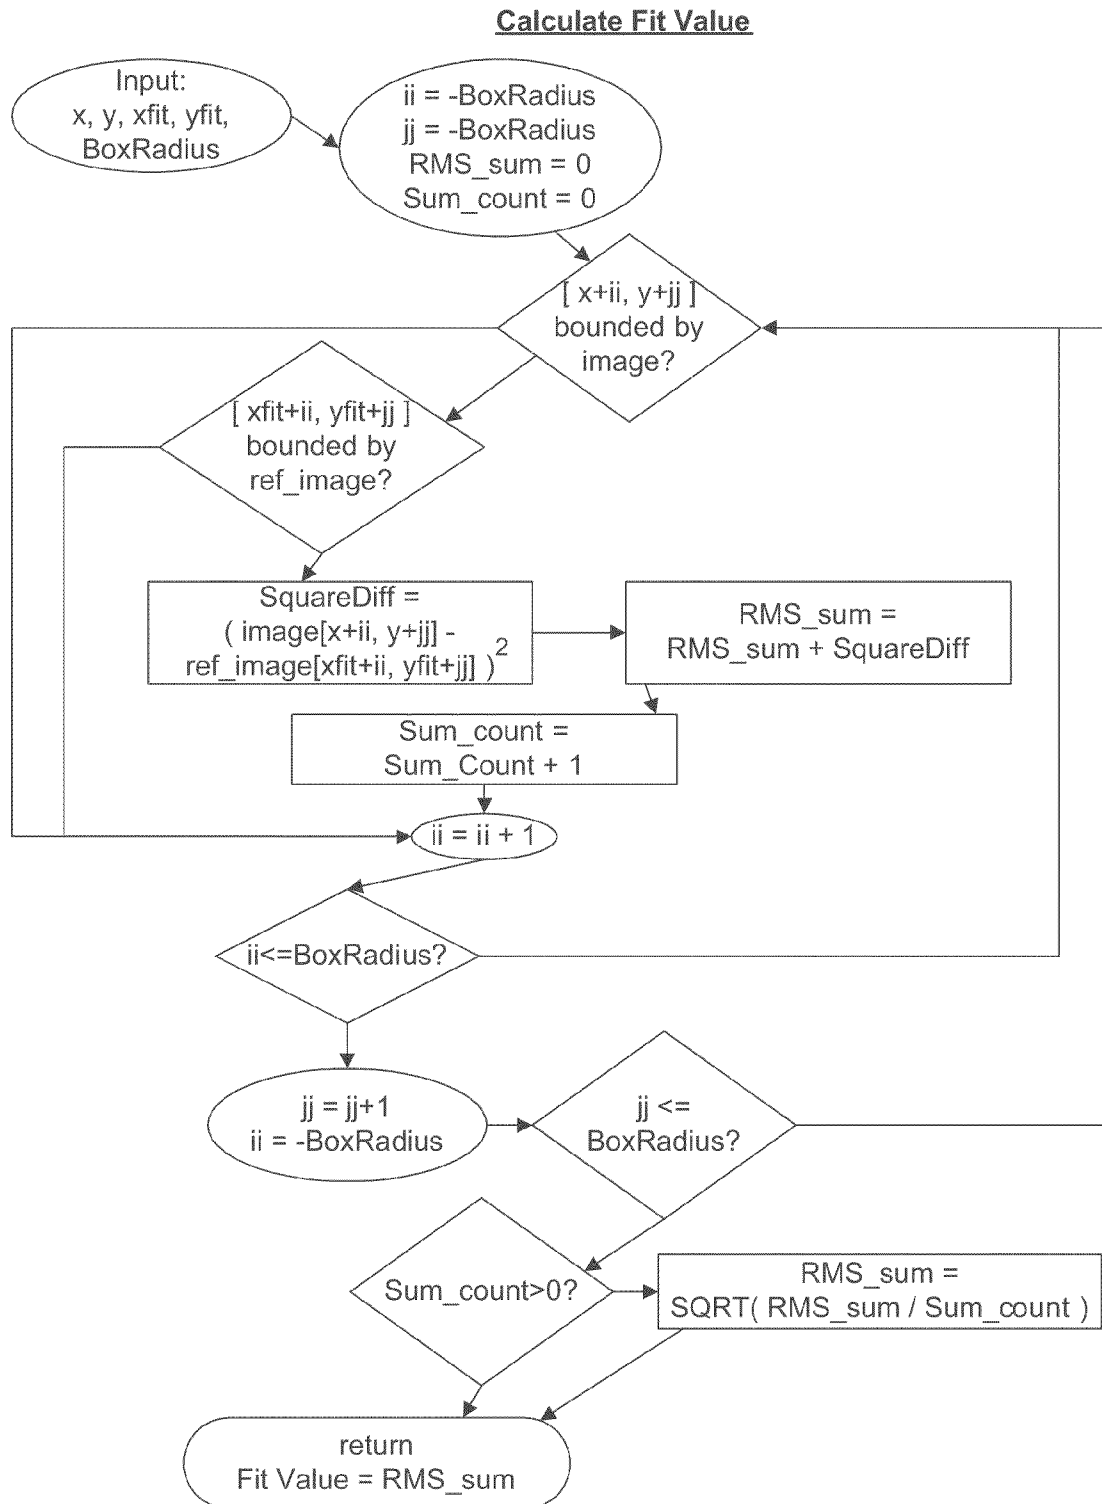 Calculate Fit Value
Input:
x, y, xfit, yfit,
BoxRadius
ii = -BoxRadius
jj = -BoxRadius
RMS_sum = 0
Sum_count = 0
[ x+ii, y+jj ]
bounded by
image?
[ xfit+ii, yfit+jj ]
bounded by
ref_image?
SquareDiff =
( image[x+ii, y+jj] -
ref_image[xfit+ii, yfit+jj] )2
RMS_sum =
RMS_sum + SquareDiff
Sum_count =
Sum_Count + 1
ii = ii + 1
ii<=BoxRadius?
jj = jj+1
ii = -BoxRadius
jj <=
BoxRadius?
Sum_count>0?
RMS_sum =
SQRT( RMS_sum / Sum_count )
return
Fit Value = RMS_sum